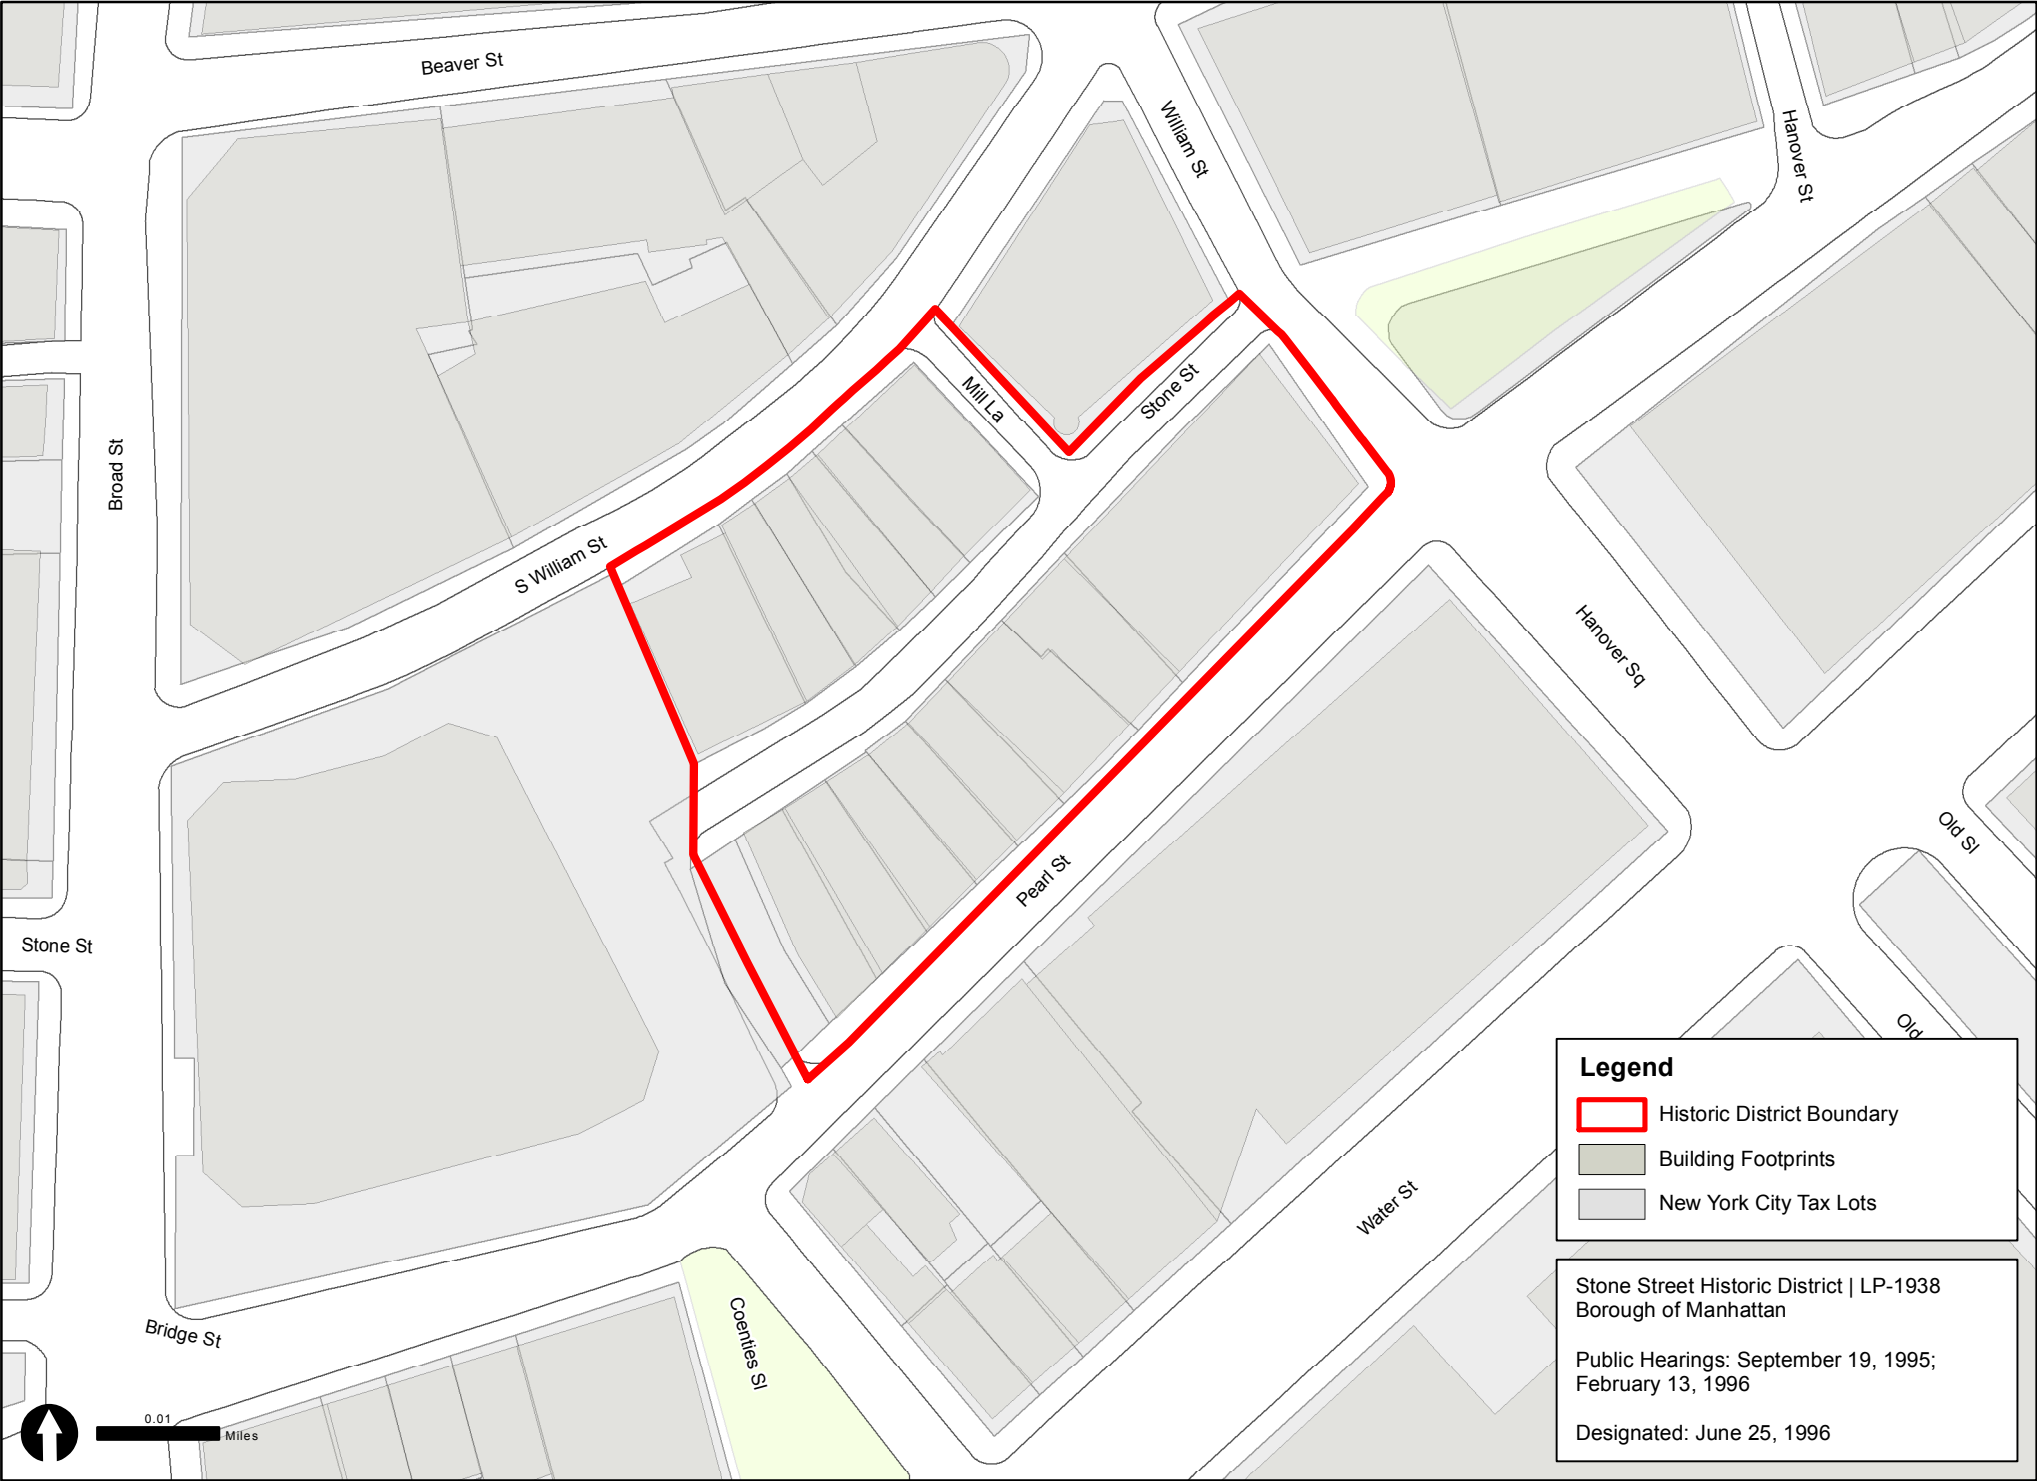 Beaver St
William St
Hanover St
Mill La
Stone St
Broad St
S William St
Hanover Sq
Pearl St
Old Sl
Stone St
Old
Water St
Bridge St
Coenties Sl
Legend
Historic District Boundary
Building Footprints
New York City Tax Lots
Stone Street Historic District | LP-1938
Borough of Manhattan
Public Hearings: September 19, 1995;
February 13, 1996
Designated: June 25, 1996
0.01
Miles